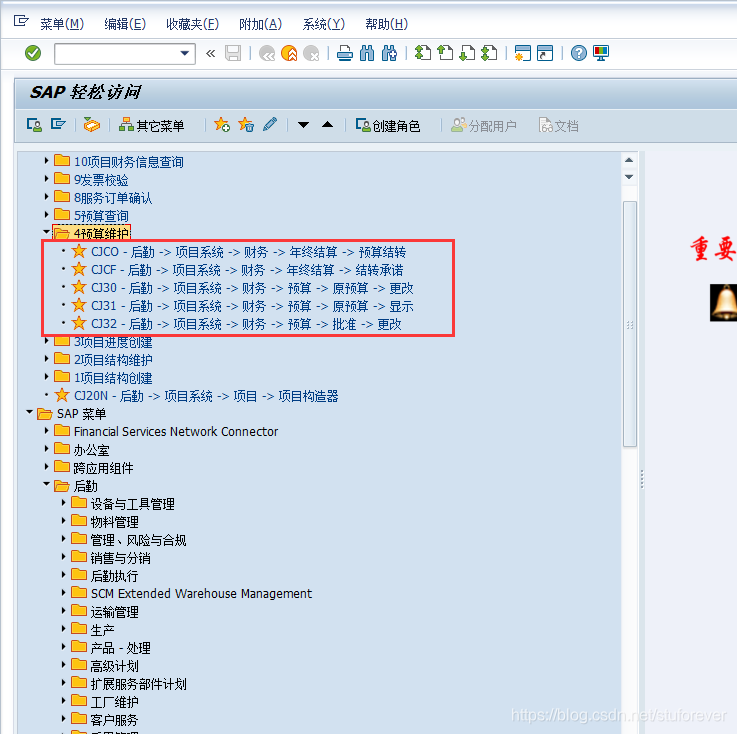 菜单(M) 编辑(E) 收藏夹(F) 附加(A) 系统(Y) 帮助(H)
SAP 轻松访问
其它菜单 创建角色 分配用户 文档
10项目财务信息查询
9发票校验
8服务订单确认
5预算查询
4预算维护
CJCO - 后勤 -> 项目系统 -> 财务 -> 年终结算 -> 预算结转
CJCF - 后勤 -> 项目系统 -> 财务 -> 年终结算 -> 结转承诺
CJ30 - 后勤 -> 项目系统 -> 财务 -> 预算 -> 原预算 -> 更改
CJ31 - 后勤 -> 项目系统 -> 财务 -> 预算 -> 原预算 -> 显示
CJ32 - 后勤 -> 项目系统 -> 财务 -> 预算 -> 批准 -> 更改
3项目进度创建
2项目结构维护
1项目结构创建
CJ20N - 后勤 -> 项目系统 -> 项目 -> 项目构造器
SAP 菜单
Financial Services Network Connector
办公室
跨应用组件
后勤
设备与工具管理
物料管理
管理、风险与合规
销售与分销
后勤执行
SCM Extended Warehouse Management
运输管理
生产
产品 - 处理
高级计划
扩展服务部件计划
工厂维护
客户服务
重要
https://blog.csdn.net/stuforever